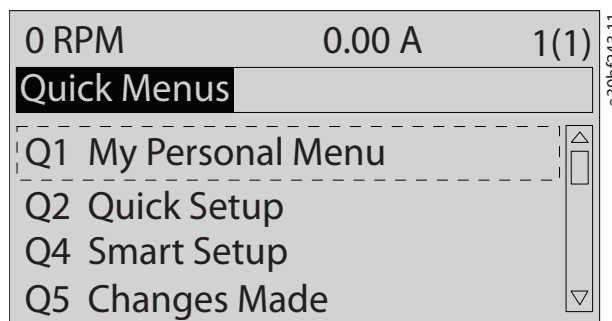 0 RPM 0.00 A 1(1)
Quick Menus
Q1 My Personal Menu
Q2 Quick Setup
Q4 Smart Setup
Q5 Changes Made